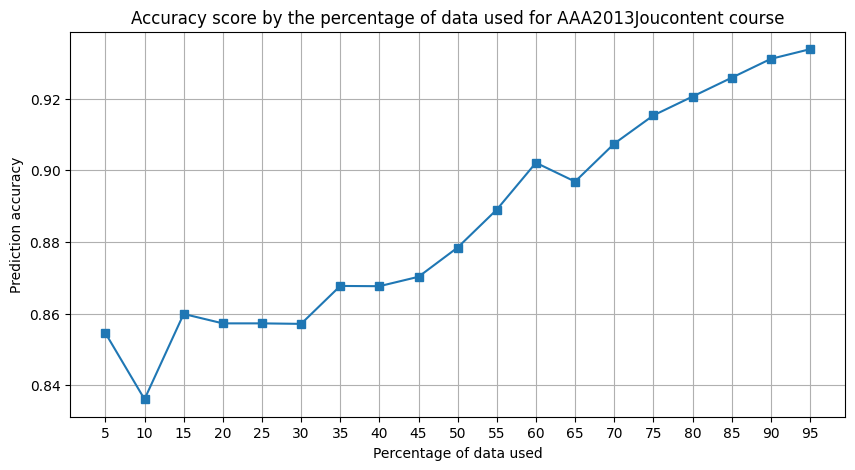 Accuracy score by the percentage of data used for AAA2013Joucontent course
Prediction accuracy
0.92
0.90
0.88
0.86
0.84
5 10 15 20 25 30 35 40 45 50 55 60 65 70 75 80 85 90 95
Percentage of data used